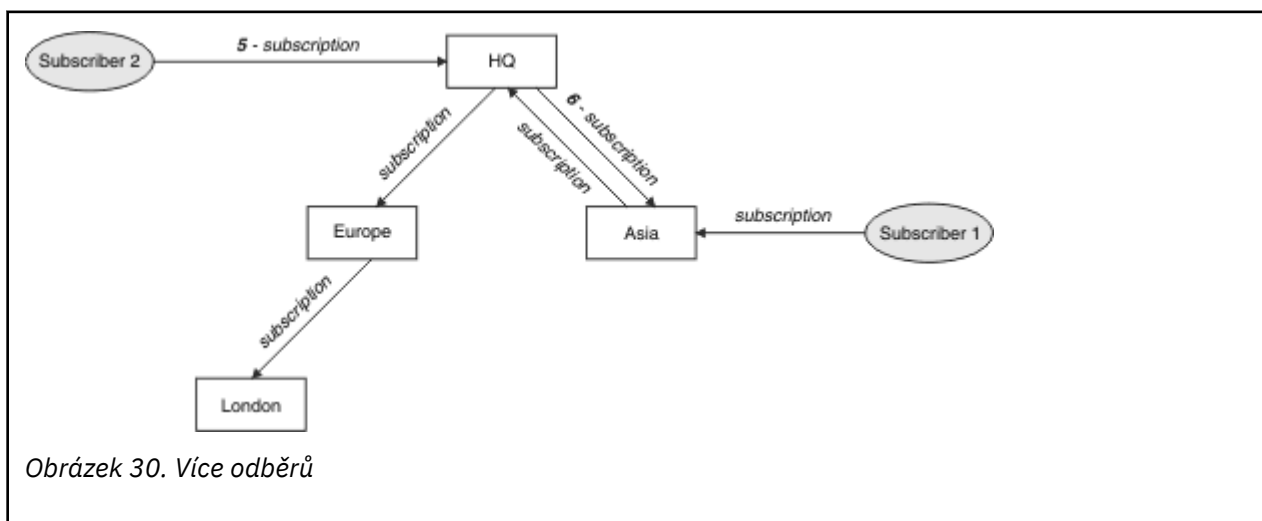 Subscriber 2
5 - subscription
HQ
6 - subscription
subscription
subscription
Europe
Asia
subscription
Subscriber 1
subscription
London
Obrázek 30. Více odběrů